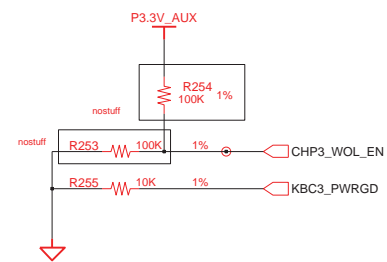 P3.3V_AUX
R254
100K 1%
nostuff
nostuff
R253 100K 1% CHP3_WOL_EN
R255 10K 1% KBC3_PWRGD